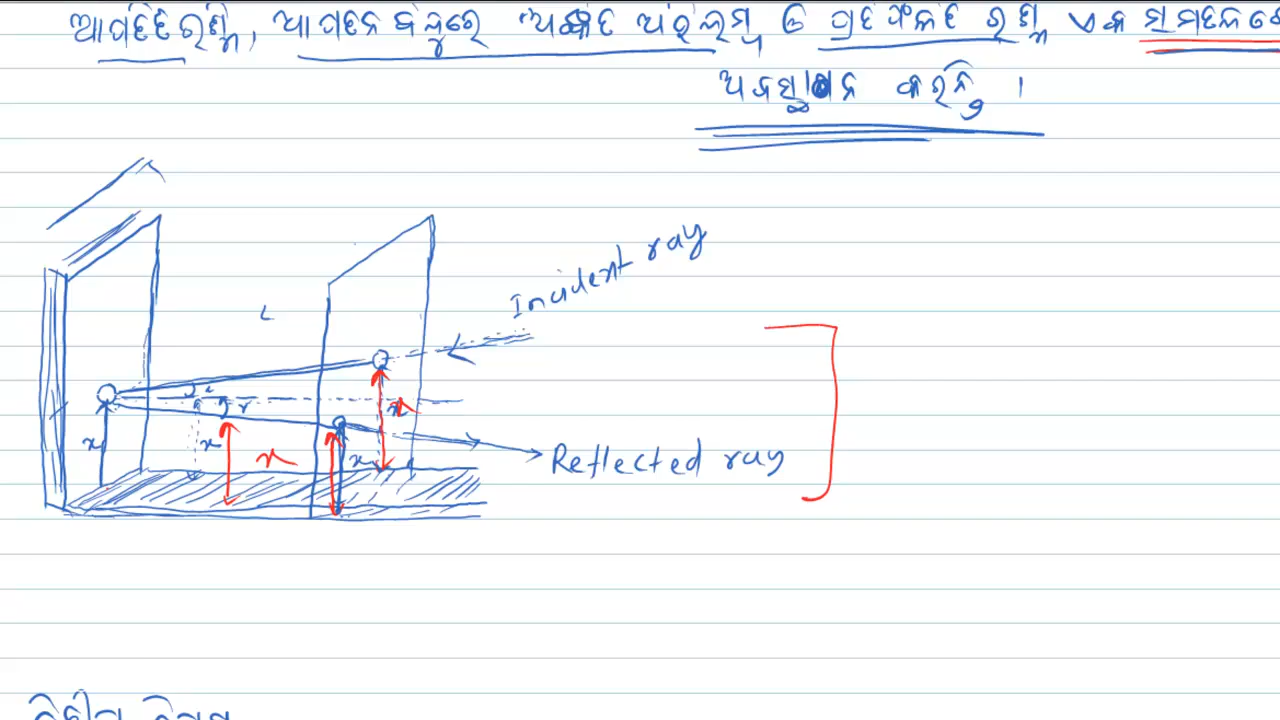 ଆପତିତ ରଶ୍ମି, ଆପତନ ବିନ୍ଦୁରେ ଅଙ୍କିତ ଅଭିଲମ୍ବ ଓ ପ୍ରତିଫଳିତ ରଶ୍ମି ଏକ ସମତଳରେ
ଅବସ୍ଥାନ କରନ୍ତି ।
Incident ray
i
r
x
x
x
x
x
Reflected ray